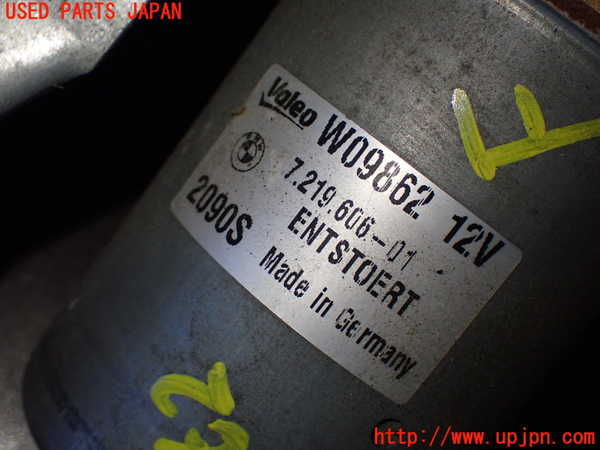 USED PARTS JAPAN
Valeo W09862 12V
BMW 7.219.606-01
2090S ENTSTOERT
Made in Germany
http://www.upjpn.com/